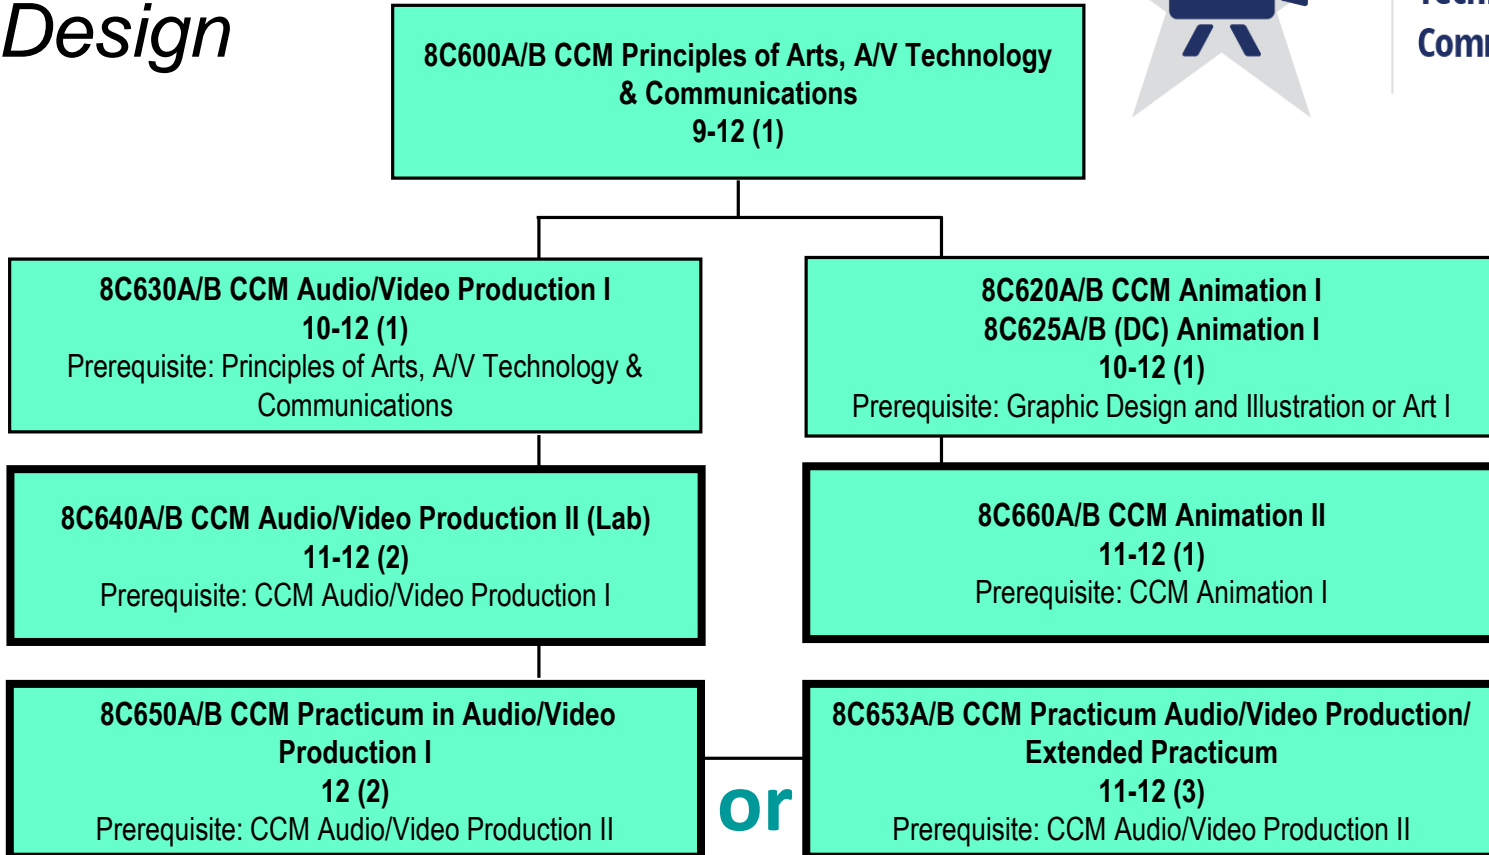 Design
8C600A/B CCM Principles of Arts, A/V Technology
& Communications
9-12 (1)
8C630A/B CCM Audio/Video Production I
10-12 (1)
Prerequisite: Principles of Arts, A/V Technology &
Communications
8C620A/B CCM Animation I
8C625A/B (DC) Animation I
10-12 (1)
Prerequisite: Graphic Design and Illustration or Art I
8C640A/B CCM Audio/Video Production II (Lab)
11-12 (2)
Prerequisite: CCM Audio/Video Production I
8C660A/B CCM Animation II
11-12 (1)
Prerequisite: CCM Animation I
8C650A/B CCM Practicum in Audio/Video
Production I
12 (2)
Prerequisite: CCM Audio/Video Production II
or
8C653A/B CCM Practicum Audio/Video Production/
Extended Practicum
11-12 (3)
Prerequisite: CCM Audio/Video Production II